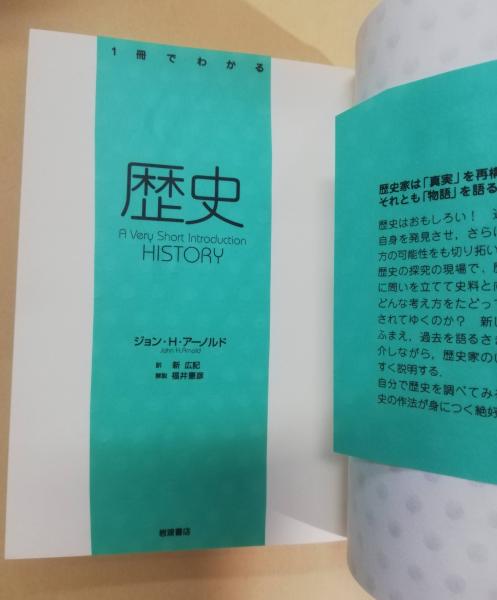 1冊でわかる
歴史
A Very Short Introduction
HISTORY
ジョン・H・アーノルド
John H. Arnold
訳 新 広記
解説 福井憲彦
岩波書店
歴史家は「真実」を再構
それとも「物語」を語る
歴史はおもしろい！
自身を発見させ，さらに
方の可能性をも切り拓い
歴史の探究の現場で，歴
に問いを立てて史料と向
どんな考え方をたどって
されてゆくのか？ 新し
ふまえ，過去を語るさ
介しながら，歴史家のい
すく説明する．
自分で歴史を調べてみ
史の作法が身につく絶好